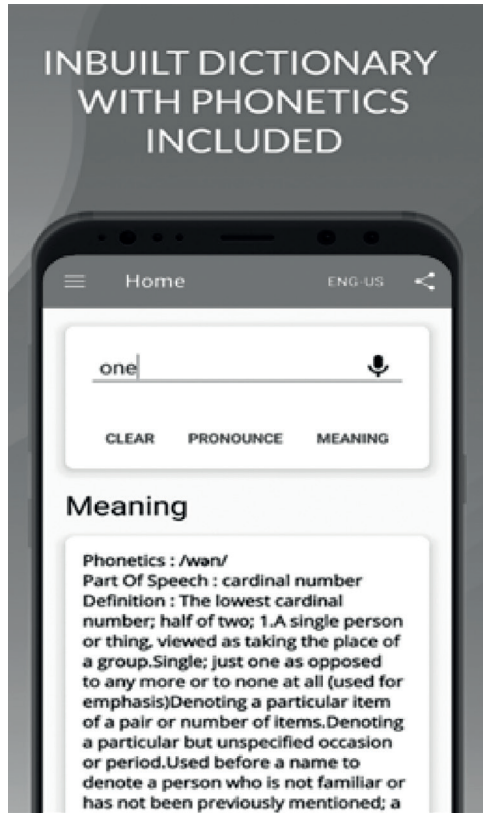 INBUILT DICTIONARY
WITH PHONETICS
INCLUDED
Home ENG-US
one
CLEAR PRONOUNCE MEANING
Meaning
Phonetics : /wən/
Part Of Speech : cardinal number
Definition : The lowest cardinal
number; half of two; 1.A single person
or thing, viewed as taking the place of
a group.Single; just one as opposed
to any more or to none at all (used for
emphasis)Denoting a particular item
of a pair or number of items.Denoting
a particular but unspecified occasion
or period.Used before a name to
denote a person who is not familiar or
has not been previously mentioned; a